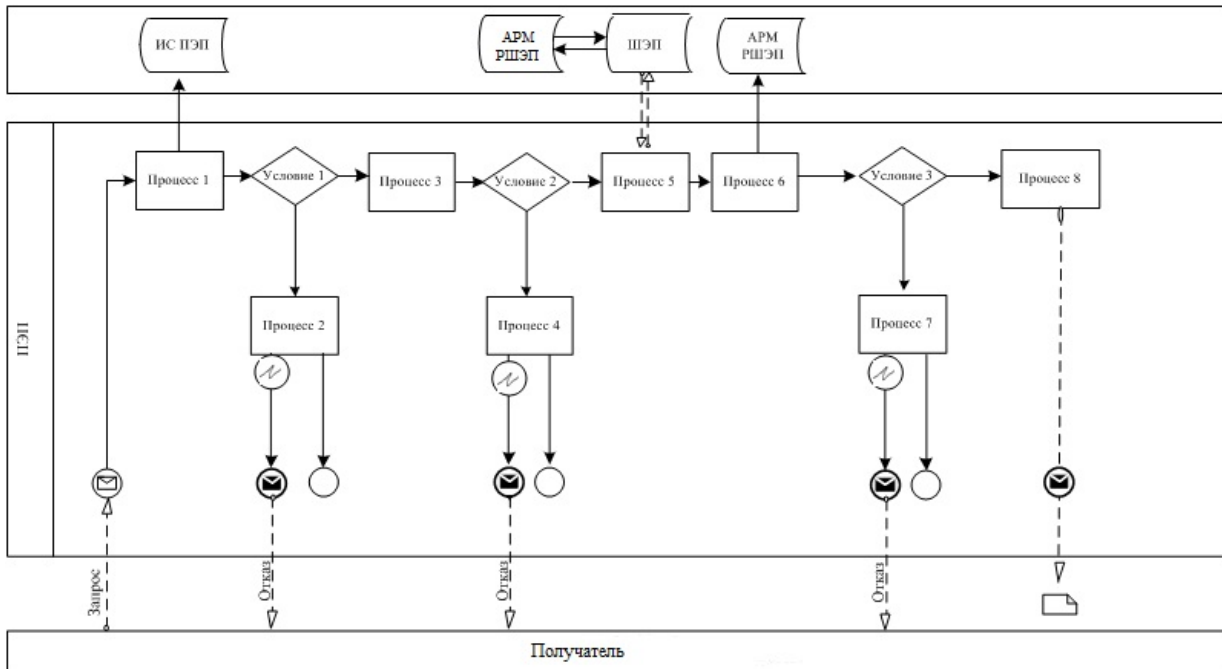 ИС ПЭП
АРМ
РШЭП
ШЭП
АРМ
РШЭП
ПЭП
Процесс 1
Условие 1
Процесс 3
Условие 2
Процесс 5
Процесс 6
Условие 3
Процесс 8
Процесс 2
Процесс 4
Процесс 7
Запрос
Отказ
Отказ
Отказ
Получатель